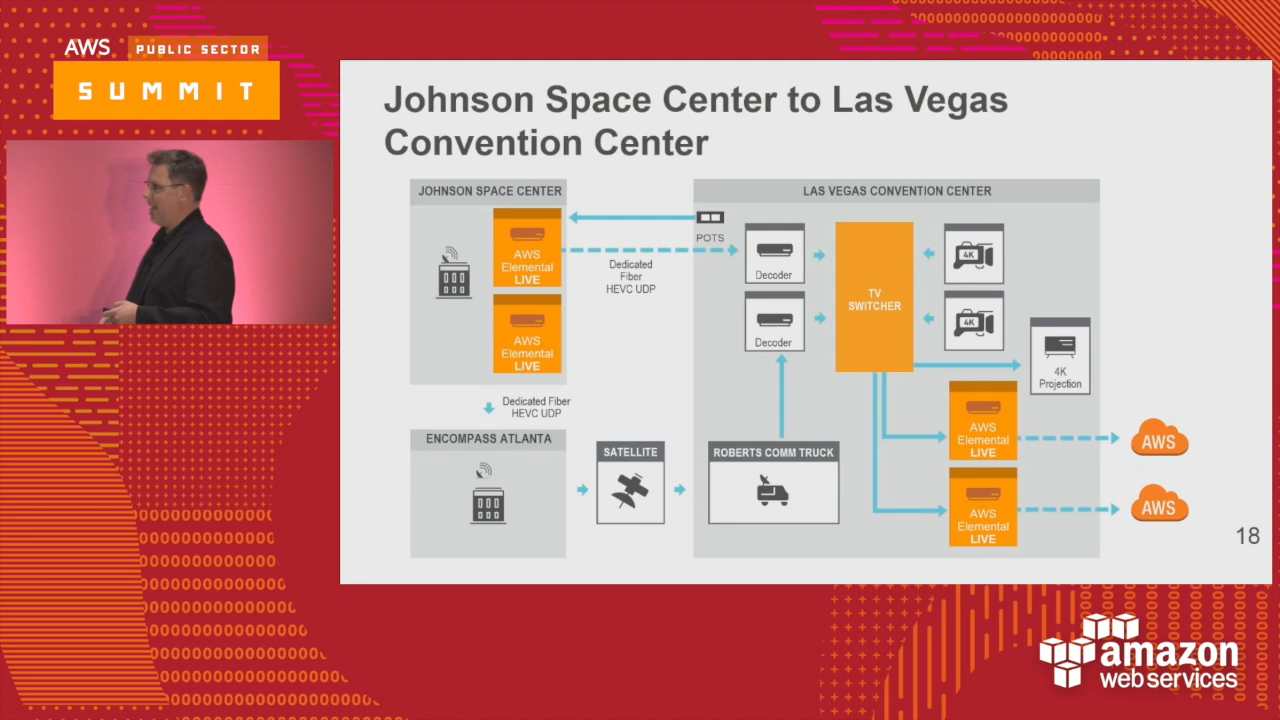 AWS PUBLIC SECTOR
SUMMIT
Johnson Space Center to Las Vegas
Convention Center
JOHNSON SPACE CENTER
AWS
Elemental
LIVE
AWS
Elemental
LIVE
Dedicated
Fiber
HEVC UDP
Dedicated Fiber
HEVC UDP
ENCOMPASS ATLANTA
SATELLITE
LAS VEGAS CONVENTION CENTER
POTS
Decoder
Decoder
TV
SWITCHER
4K
4K
4K
Projection
ROBERTS COMM TRUCK
AWS
Elemental
LIVE
AWS
Elemental
LIVE
AWS
AWS
18
amazon
web services